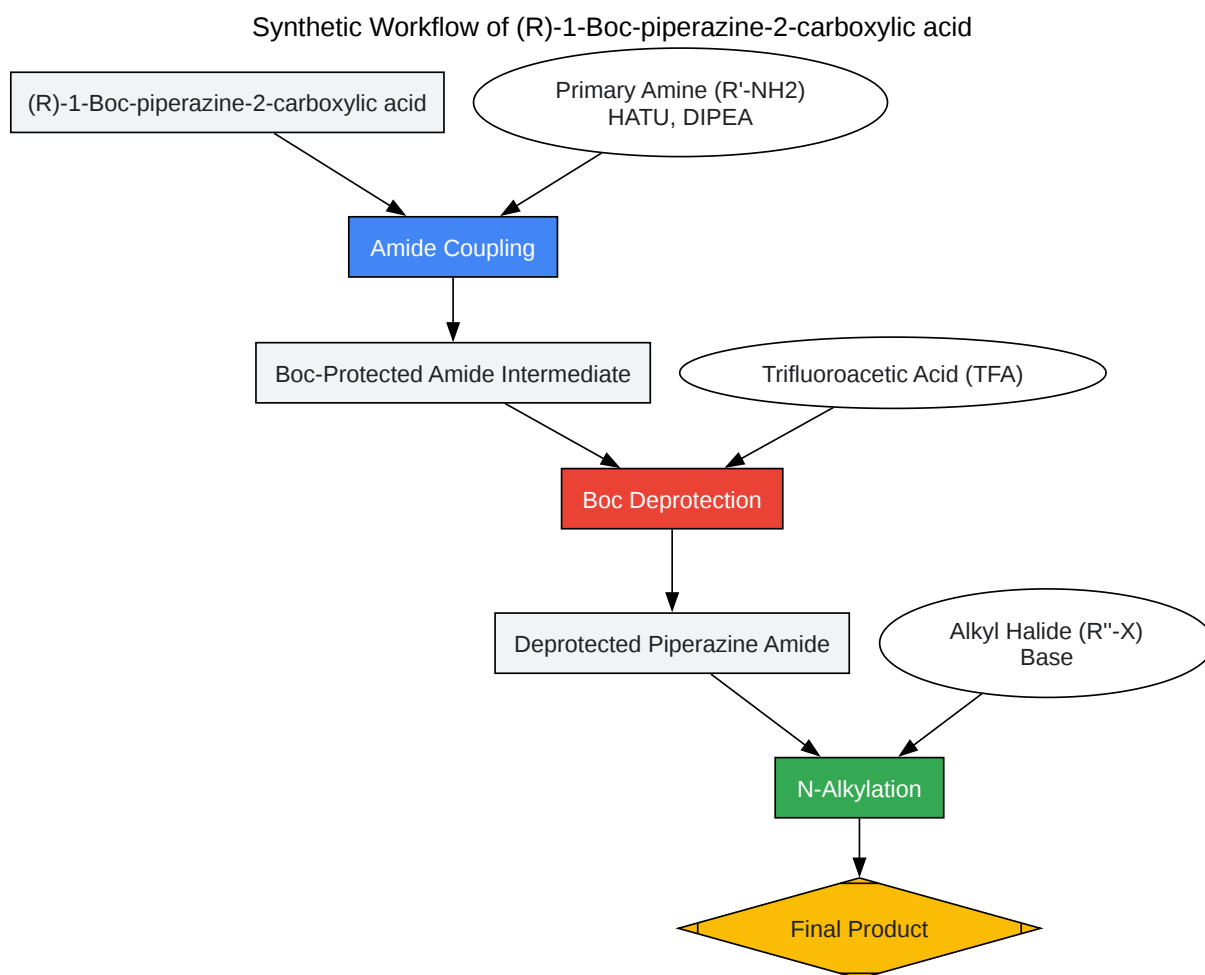 Synthetic Workflow of (R)-1-Boc-piperazine-2-carboxylic acid
(R)-1-Boc-piperazine-2-carboxylic acid
Primary Amine (R'-NH2)
HATU, DIPEA
Amide Coupling
Boc-Protected Amide Intermediate
Trifluoroacetic Acid (TFA)
Boc Deprotection
Deprotected Piperazine Amide
Alkyl Halide (R''-X)
Base
N-Alkylation
Final Product